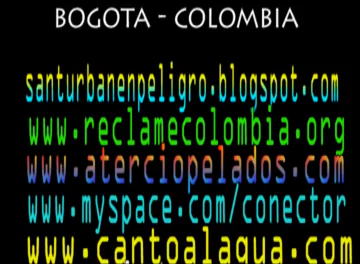 BOGOTA - COLOMBIA
santurbanenpeligro.blogspot.com
www.reclamecolombia.org
www.aterciopelados.com
www.myspace.com/conector
www.cantoalagua.com